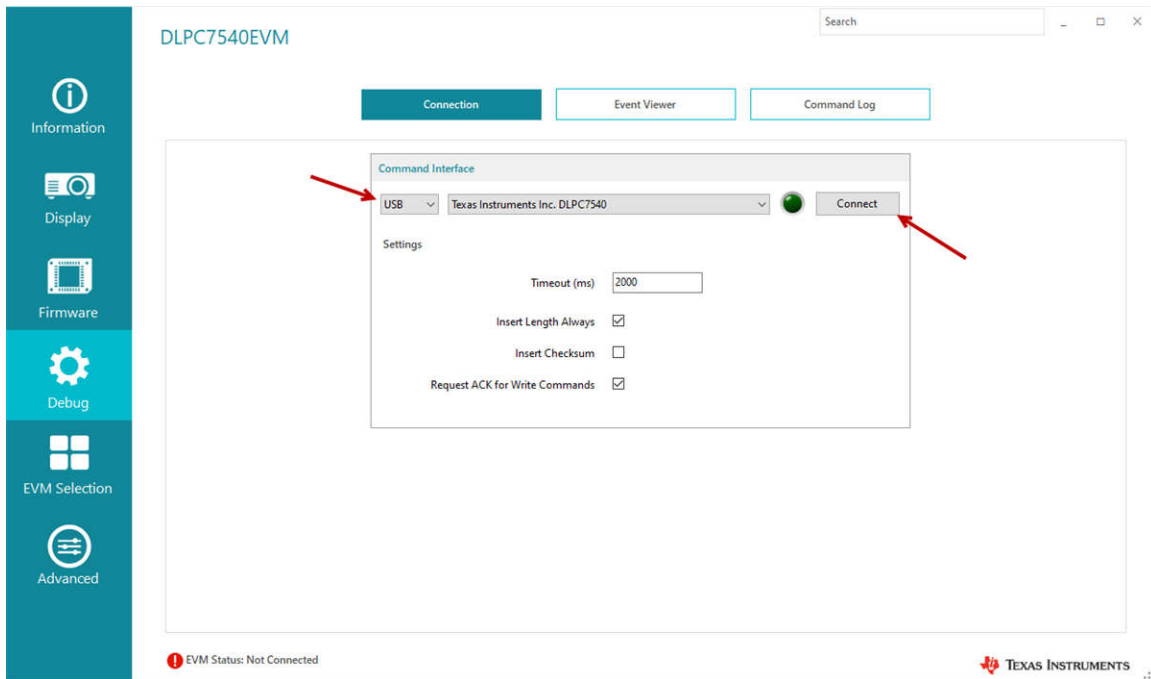 Search
DLPC7540EVM
Information
Display
Firmware
Debug
EVM Selection
Advanced
Connection
Event Viewer
Command Log
Command Interface
USB
Texas Instruments Inc. DLPC7540
Connect
Settings
Timeout (ms) 2000
Insert Length Always
Insert Checksum
Request ACK for Write Commands
EVM Status: Not Connected
TEXAS INSTRUMENTS